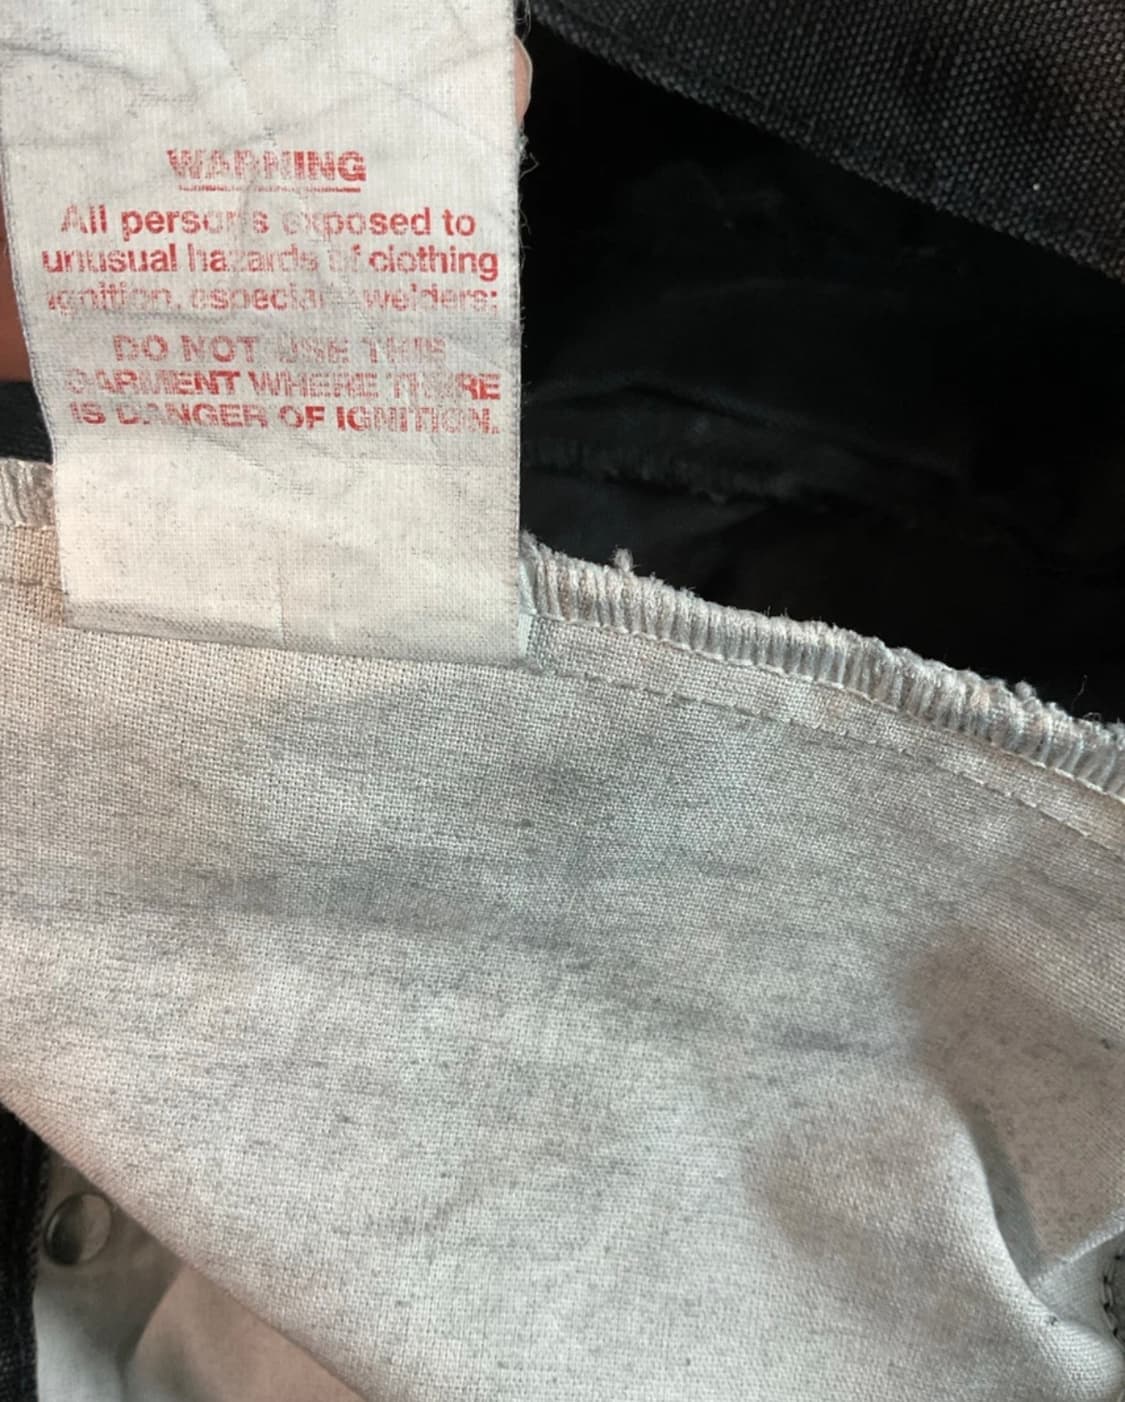 WARNING
All persons exposed to
unusual hazards of clothing
ignition, especially welders:
DO NOT USE THIS
GARMENT WHERE THERE
IS DANGER OF IGNITION.